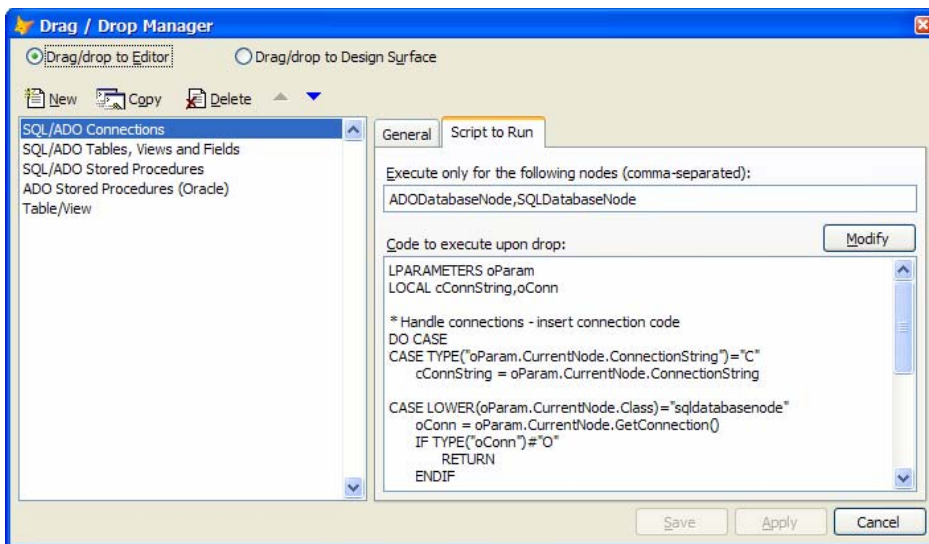 Drag / Drop Manager
Drag/drop to Editor
Drag/drop to Design Surface
New
Copy
Delete
SQL/ADO Connections
SQL/ADO Tables, Views and Fields
SQL/ADO Stored Procedures
ADO Stored Procedures (Oracle)
Table/View
General
Script to Run
Execute only for the following nodes (comma-separated):
ADODatabaseNode,SQLDatabaseNode
Code to execute upon drop:
Modify
LPARAMETERS oParam
LOCAL cConnString,oConn
* Handle connections - insert connection code
DO CASE
CASE TYPE("oParam.CurrentNode.ConnectionString")="C"
cConnString = oParam.CurrentNode.ConnectionString
CASE LOWER(oParam.CurrentNode.Class)="sqldatabasenode"
oConn = oParam.CurrentNode.GetConnection()
IF TYPE("oConn")#"O"
RETURN
ENDIF
Save
Apply
Cancel